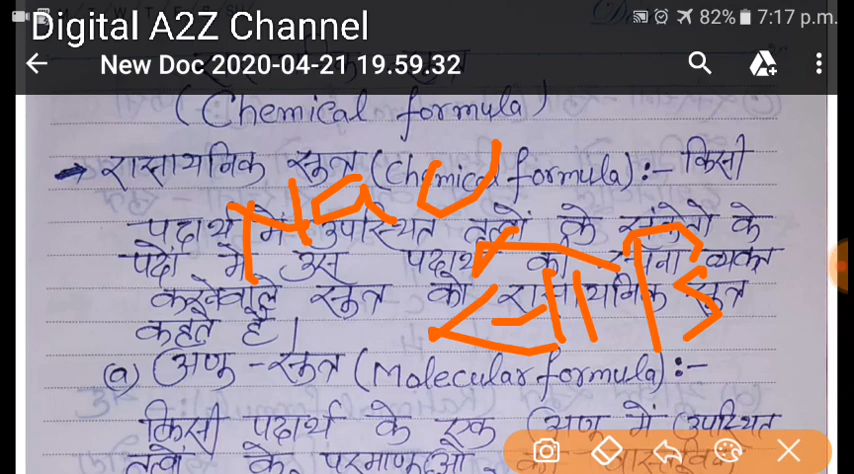 Digital A2Z Channel
82% 7:17 p.m.
New Doc 2020-04-21 19.59.32
(Chemical formula)
→ रासायनिक सूत्र (Chemical formula) :- किसी
पदार्थ में उपस्थित तत्वों के संकेतों के
पदों में उस पदार्थ की रचना व्यक्त
करनेवाले सूत्र को रासायनिक सूत्र
कहते हैं।
(a) अणु-सूत्र (Molecular formula) :-
किसी पदार्थ के एक अणु में उपस्थित
तत्वों के परमाणुओं की